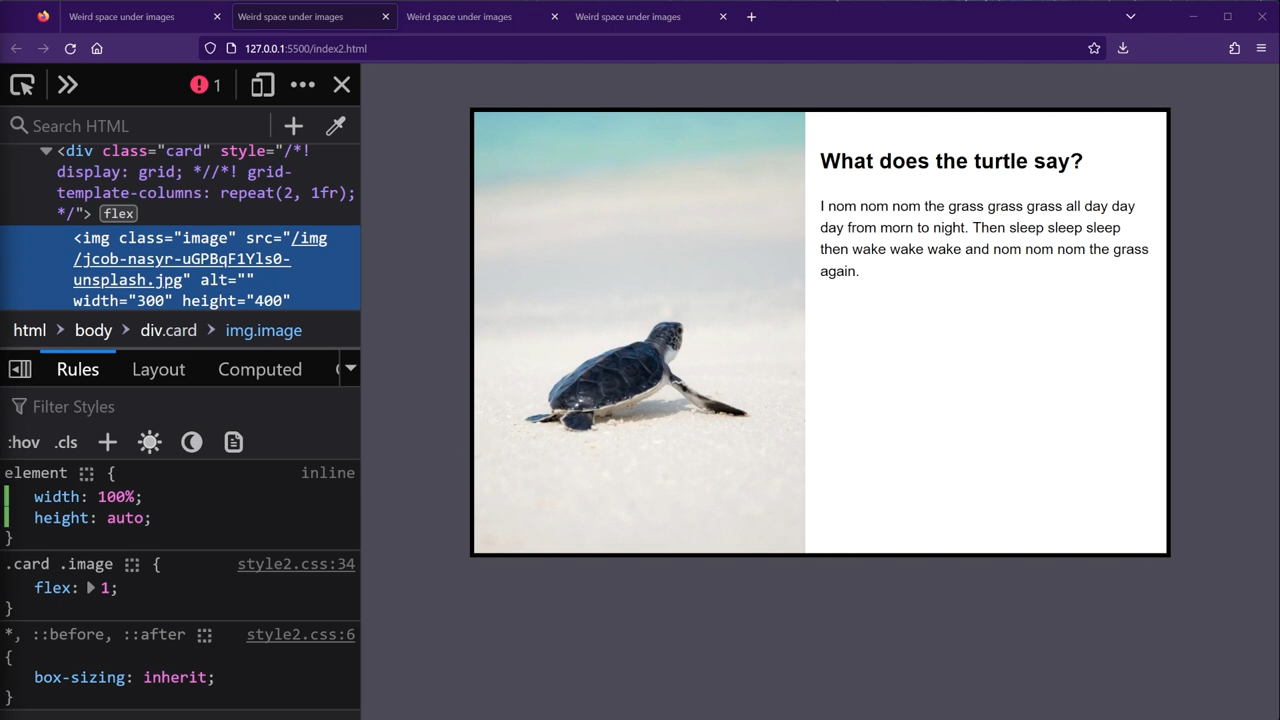 Weird space under images
Weird space under images
Weird space under images
Weird space under images
127.0.0.1:5500/index2.html
1
Search HTML
<div class="card" style="/*!
display: grid; *//*! grid-
template-columns: repeat(2, 1fr);
*/"> flex
<img class="image" src="/img
/jcob-nasyr-uGPBqF1Yls0-
unsplash.jpg" alt=""
width="300" height="400"
html > body > div.card > img.image
Rules Layout Computed
Filter Styles
:hov .cls
element { inline
width: 100%;
height: auto;
}
.card .image { style2.css:34
flex: 1;
}
*, ::before, ::after style2.css:6
{
box-sizing: inherit;
}
What does the turtle say?
I nom nom nom the grass grass grass all day day
day from morn to night. Then sleep sleep sleep
then wake wake wake and nom nom nom the grass
again.